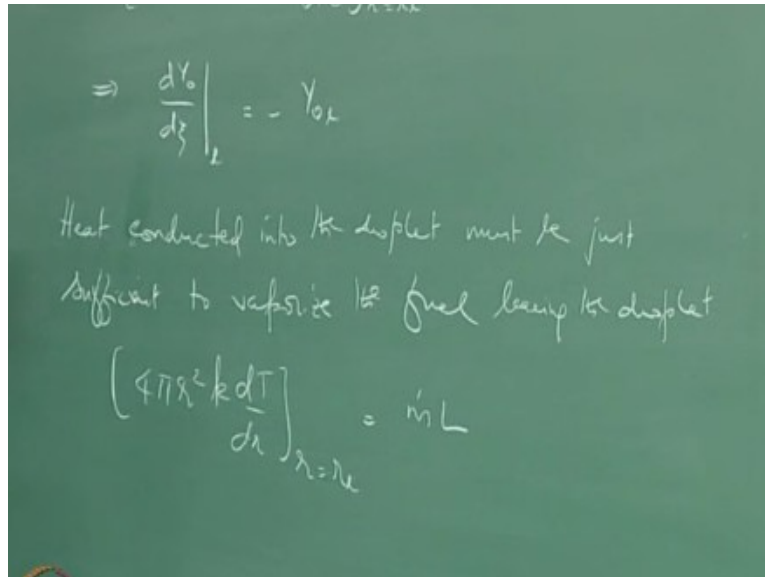 ⇒ dY₀/dξ |ₗ = - Y₀ₗ
Heat conducted into the droplet must be just
sufficient to vaporize the fuel leaving the droplet
[4πr²k dT/dr]ᵣ₌ᵣₗ = ṁL